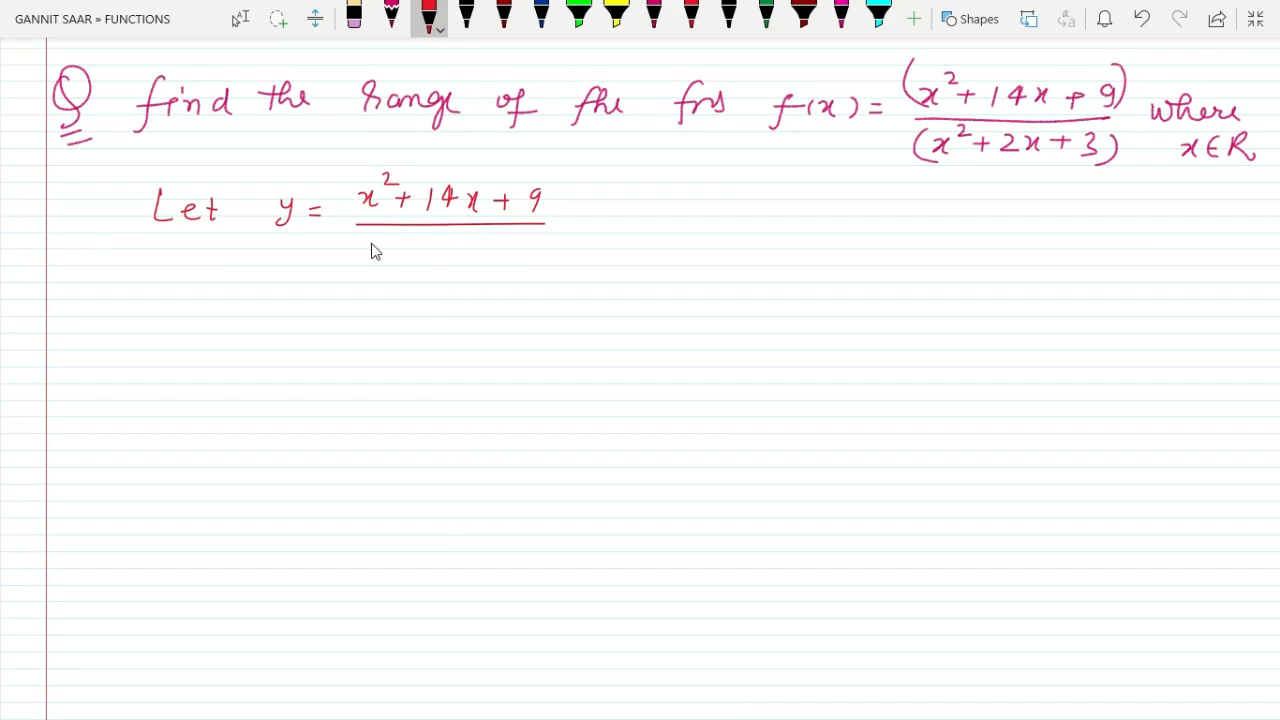 GANNIT SAAR » FUNCTIONS
Shapes
Q find the range of the fns f(x) = (x²+14x+9)/(x²+2x+3) where x∈R
Let y = x²+14x+9